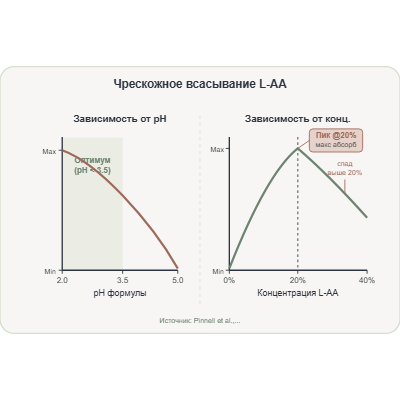 Чрескожное всасывание L-AA
Зависимость от pH
Зависимость от конц.
Max
Оптимум
(pH < 3.5)
Min
2.0 3.5 5.0
pH формулы
Пик @20%
макс абсорб
Max
спад
выше 20%
Min
0% 20% 40%
Концентрация L-AA
Источник: Pinnell et al.,...